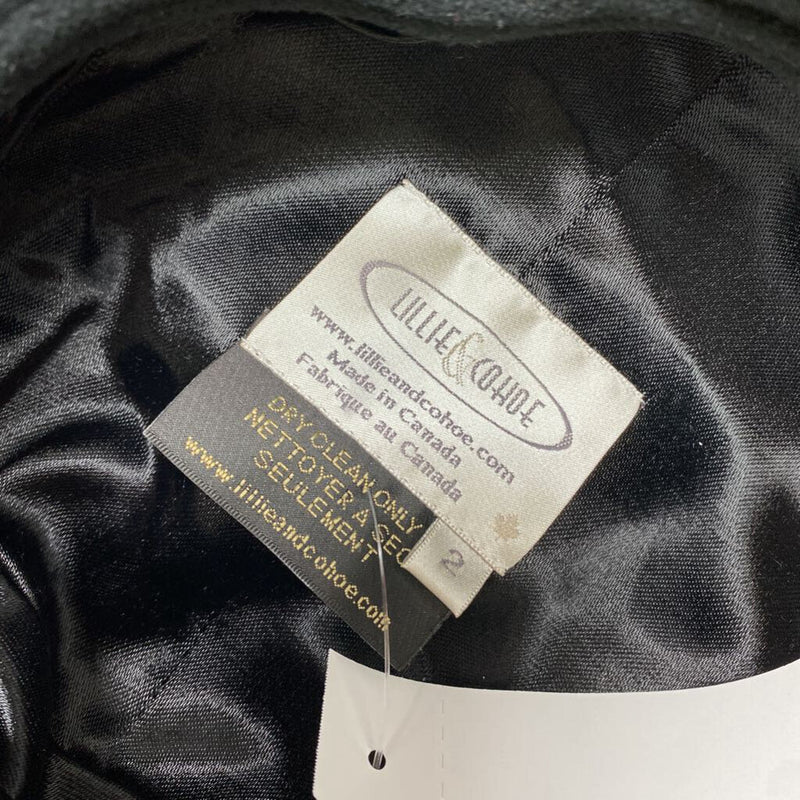 LILLIE & COHOE
www.lillieandcohoe.com
Made in Canada
Fabrique au Canada
2
DRY CLEAN ONLY
NETTOYER A SEC
SEULEMENT
www.lillieandcohoe.com